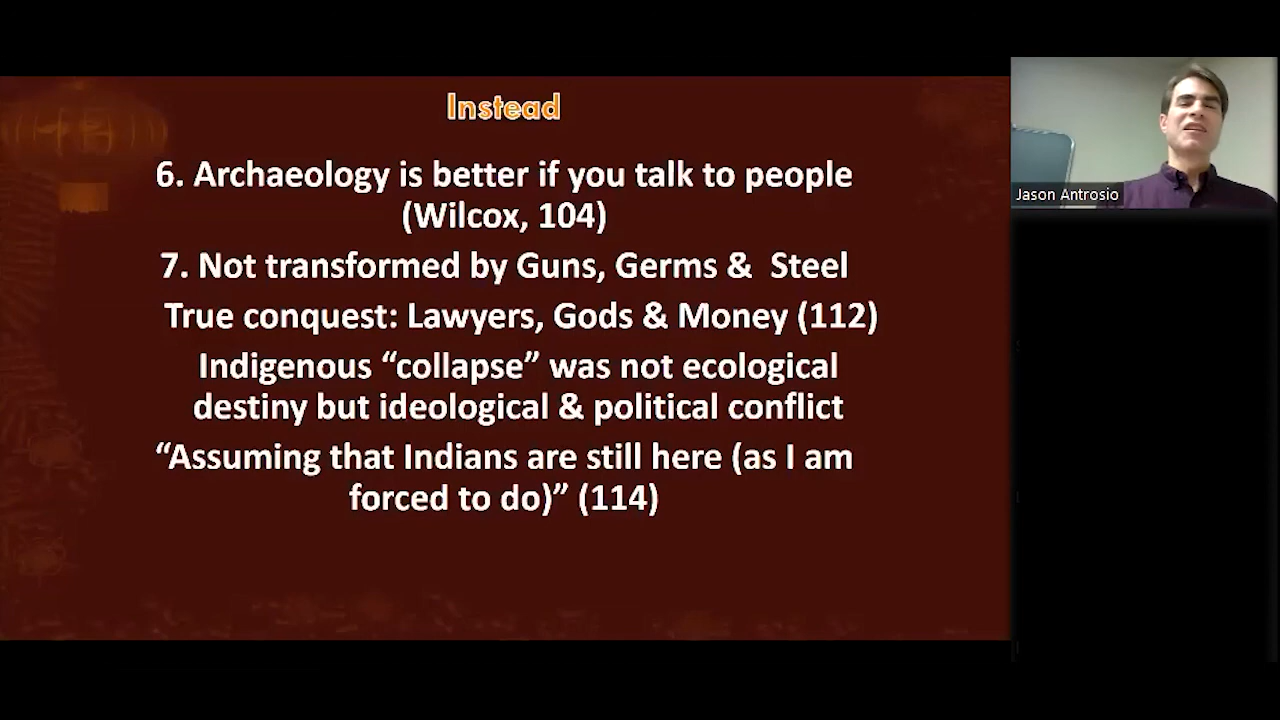 Instead
6. Archaeology is better if you talk to people
(Wilcox, 104)
7. Not transformed by Guns, Germs & Steel
True conquest: Lawyers, Gods & Money (112)
Indigenous “collapse” was not ecological
destiny but ideological & political conflict
“Assuming that Indians are still here (as I am
forced to do)” (114)
Jason Antrosio